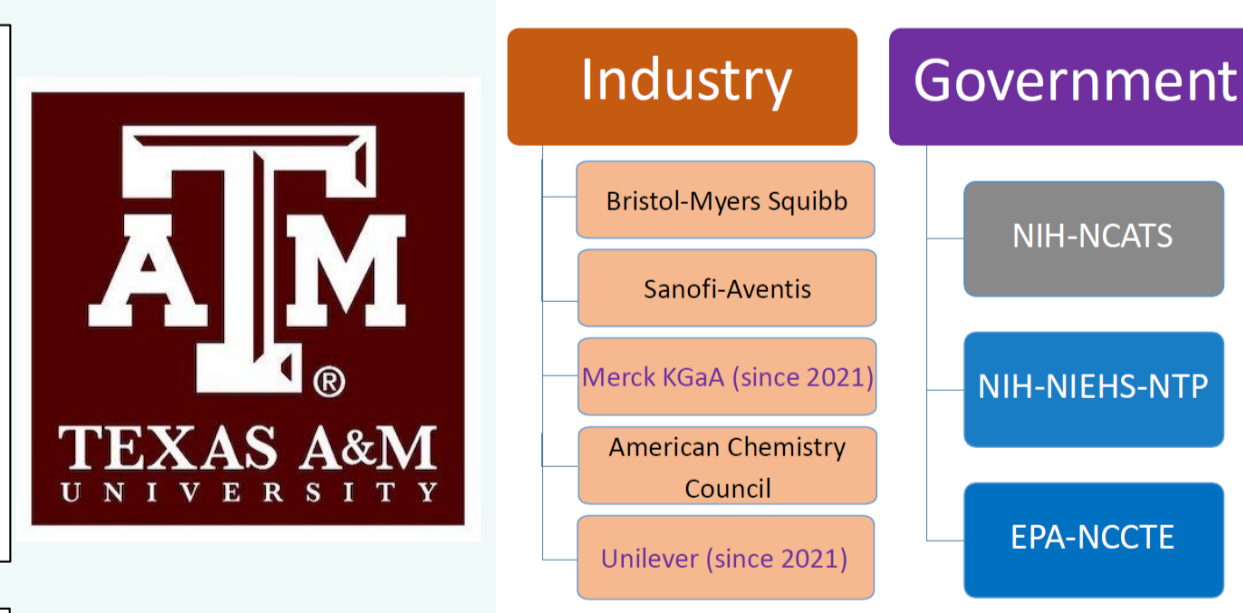 ATM
®
TEXAS A&M
UNIVERSITY
Industry
Bristol-Myers Squibb
Sanofi-Aventis
Merck KGaA (since 2021)
American Chemistry
Council
Unilever (since 2021)
Government
NIH-NCATS
NIH-NIEHS-NTP
EPA-NCCTE